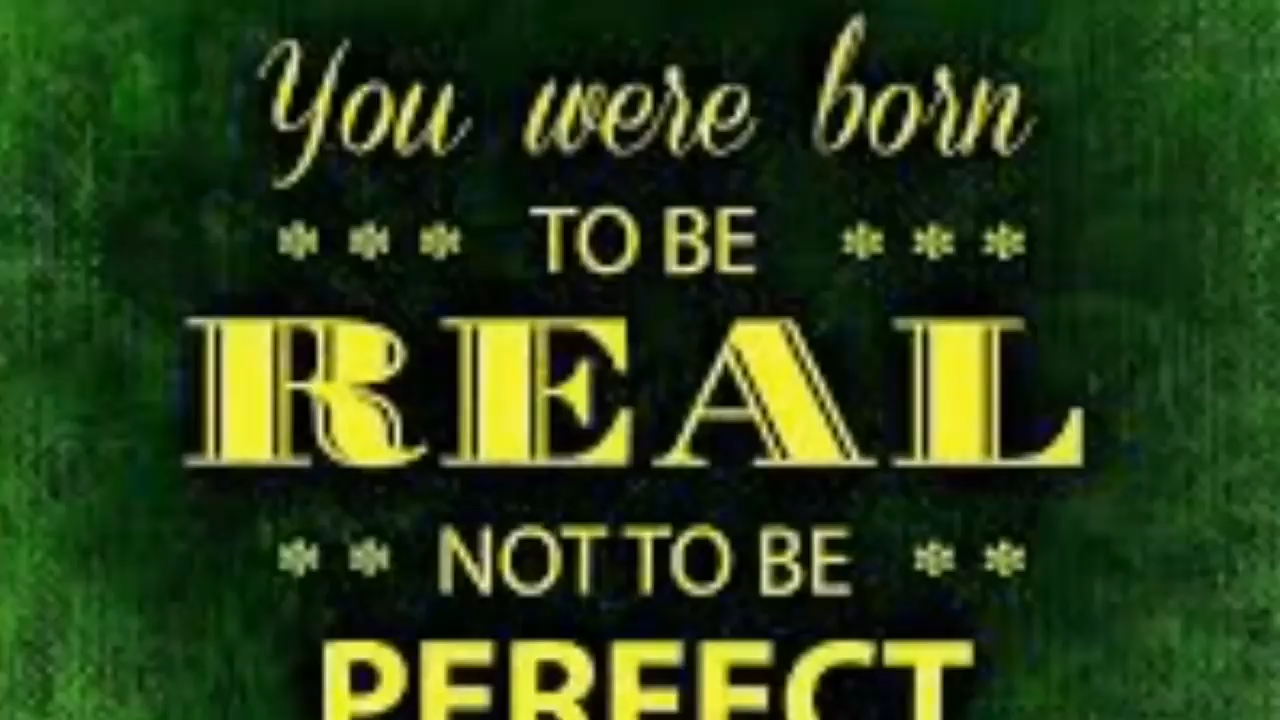 You were born
*** TO BE ***
REAL
** NOT TO BE **
PERFECT